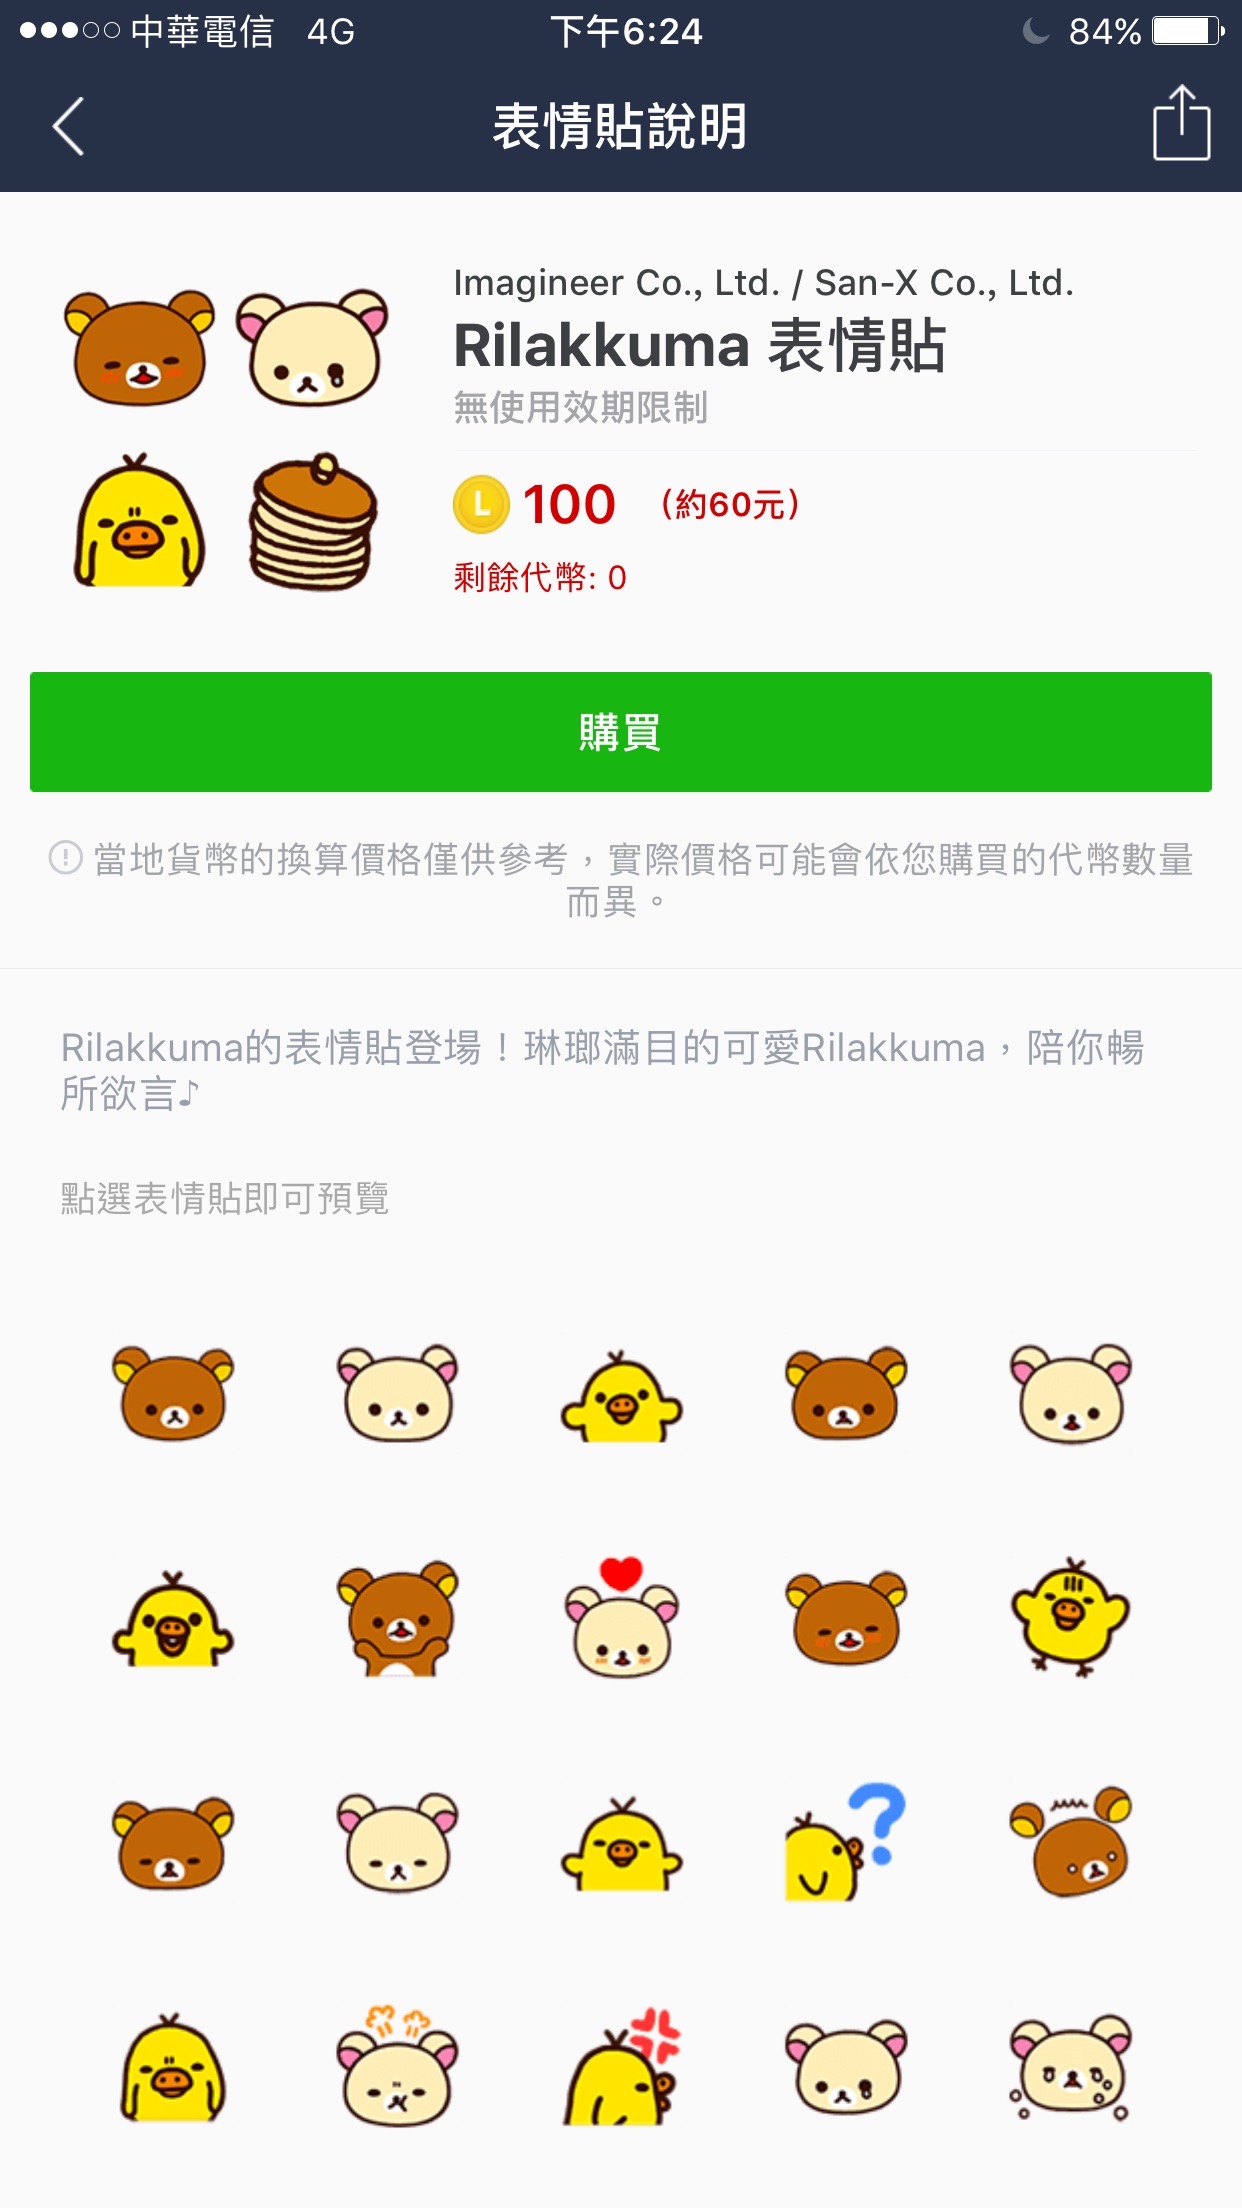 中華電信 4G 下午6:24 84%
表情貼說明
Imagineer Co., Ltd. / San-X Co., Ltd.
Rilakkuma 表情貼
無使用效期限制
L 100 (約60元)
剩餘代幣: 0
購買
當地貨幣的換算價格僅供參考，實際價格可能會依您購買的代幣數量
而異。
Rilakkuma的表情貼登場！琳瑯滿目的可愛Rilakkuma，陪你暢
所欲言♪
點選表情貼即可預覽
?